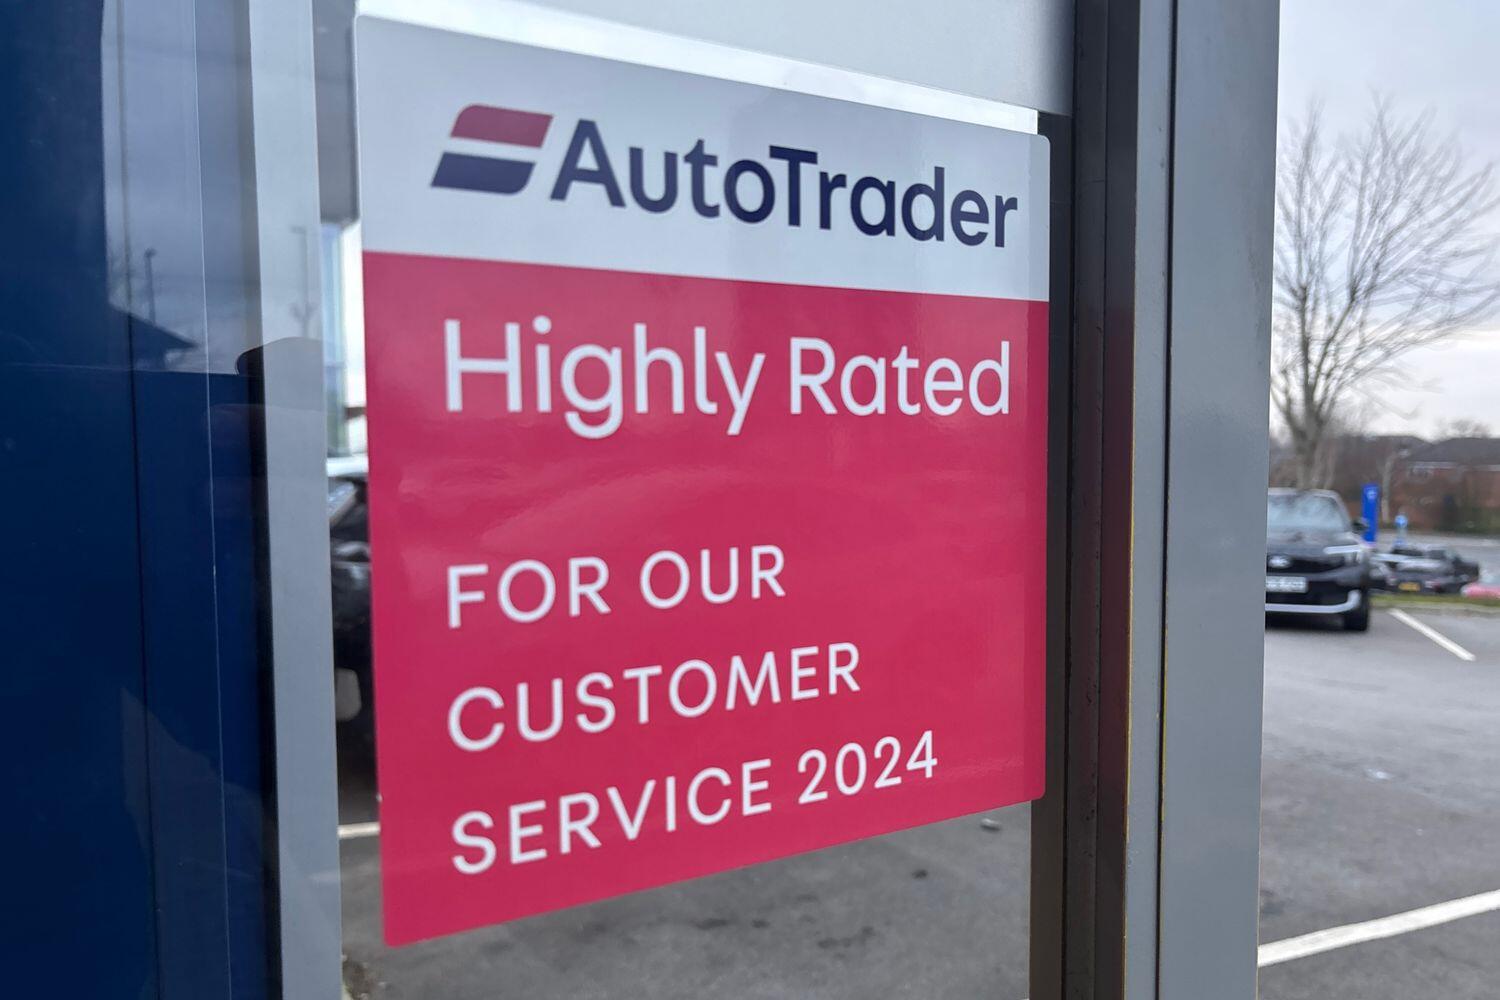 AutoTrader
Highly Rated
FOR OUR
CUSTOMER
SERVICE 2024